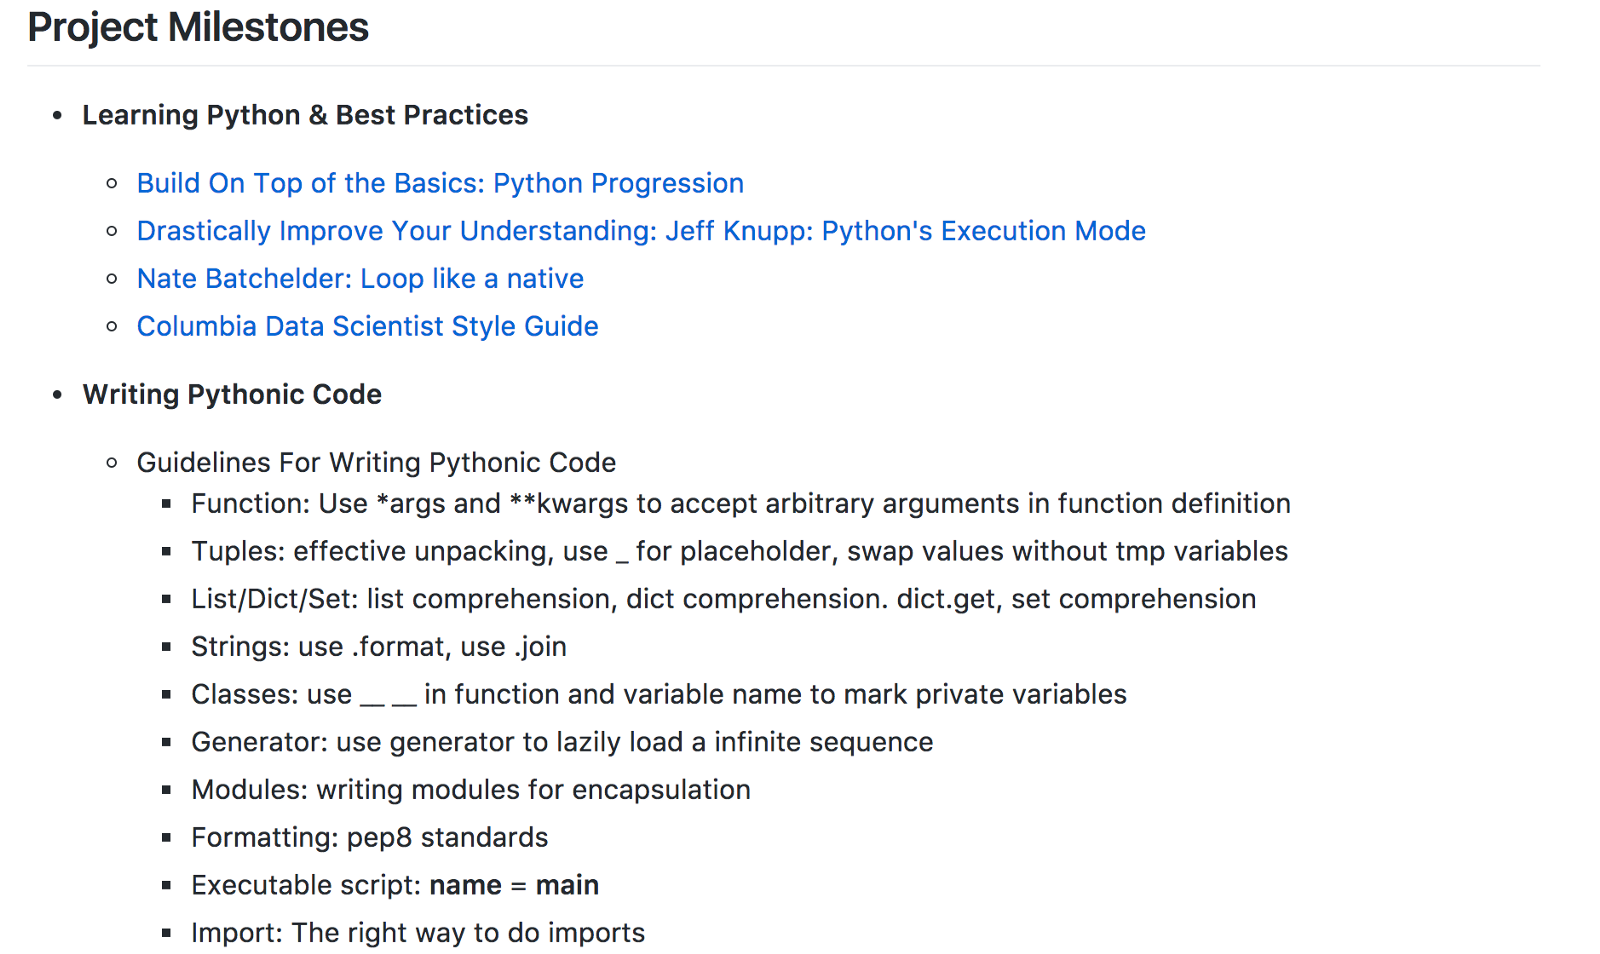 Project Milestones
Learning Python & Best Practices
Build On Top of the Basics: Python Progression
Drastically Improve Your Understanding: Jeff Knupp: Python's Execution Mode
Nate Batchelder: Loop like a native
Columbia Data Scientist Style Guide
Writing Pythonic Code
Guidelines For Writing Pythonic Code
Function: Use *args and **kwargs to accept arbitrary arguments in function definition
Tuples: effective unpacking, use _ for placeholder, swap values without tmp variables
List/Dict/Set: list comprehension, dict comprehension. dict.get, set comprehension
Strings: use .format, use .join
Classes: use __ __ in function and variable name to mark private variables
Generator: use generator to lazily load a infinite sequence
Modules: writing modules for encapsulation
Formatting: pep8 standards
Executable script: name = main
Import: The right way to do imports